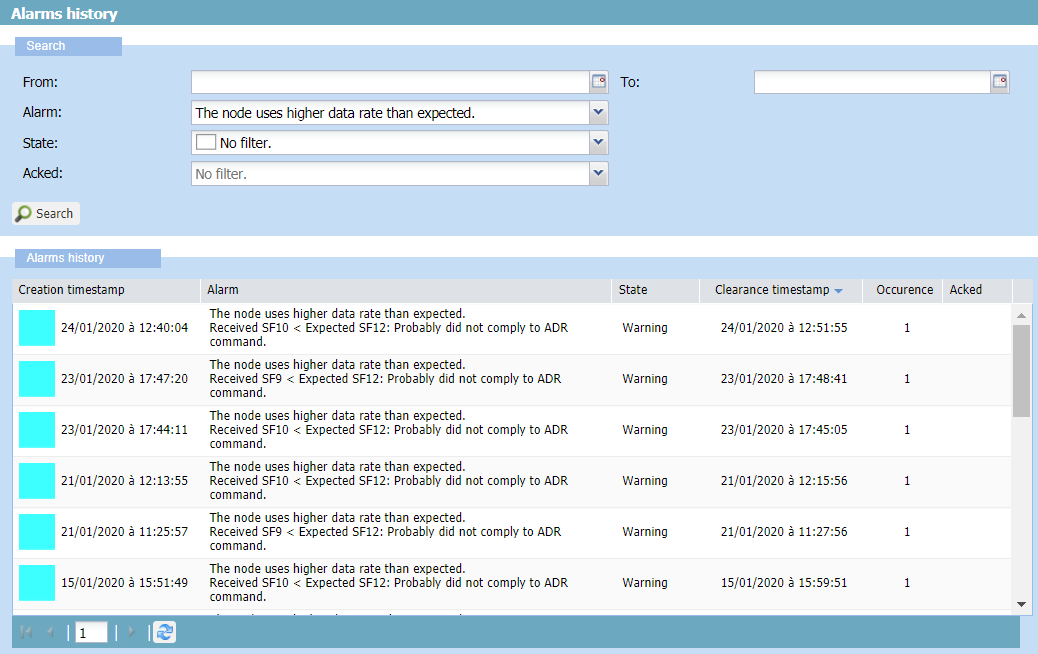 Alarms history
Search
From:
To:
Alarm:
The node uses higher data rate than expected.
State:
No filter.
Acked:
No filter.
Search
Alarms history
Creation timestamp Alarm State Clearance timestamp Occurence Acked
The node uses higher data rate than expected.
24/01/2020 à 12:40:04 Received SF10 < Expected SF12: Probably did not comply to ADR Warning 24/01/2020 à 12:51:55 1
command.
The node uses higher data rate than expected.
23/01/2020 à 17:47:20 Received SF9 < Expected SF12: Probably did not comply to ADR Warning 23/01/2020 à 17:48:41 1
command.
The node uses higher data rate than expected.
23/01/2020 à 17:44:11 Received SF10 < Expected SF12: Probably did not comply to ADR Warning 23/01/2020 à 17:45:05 1
command.
The node uses higher data rate than expected.
21/01/2020 à 12:13:55 Received SF10 < Expected SF12: Probably did not comply to ADR Warning 21/01/2020 à 12:15:56 1
command.
The node uses higher data rate than expected.
21/01/2020 à 11:25:57 Received SF9 < Expected SF12: Probably did not comply to ADR Warning 21/01/2020 à 11:27:56 1
command.
The node uses higher data rate than expected.
15/01/2020 à 15:51:49 Received SF10 < Expected SF12: Probably did not comply to ADR Warning 15/01/2020 à 15:59:51 1
command.
1